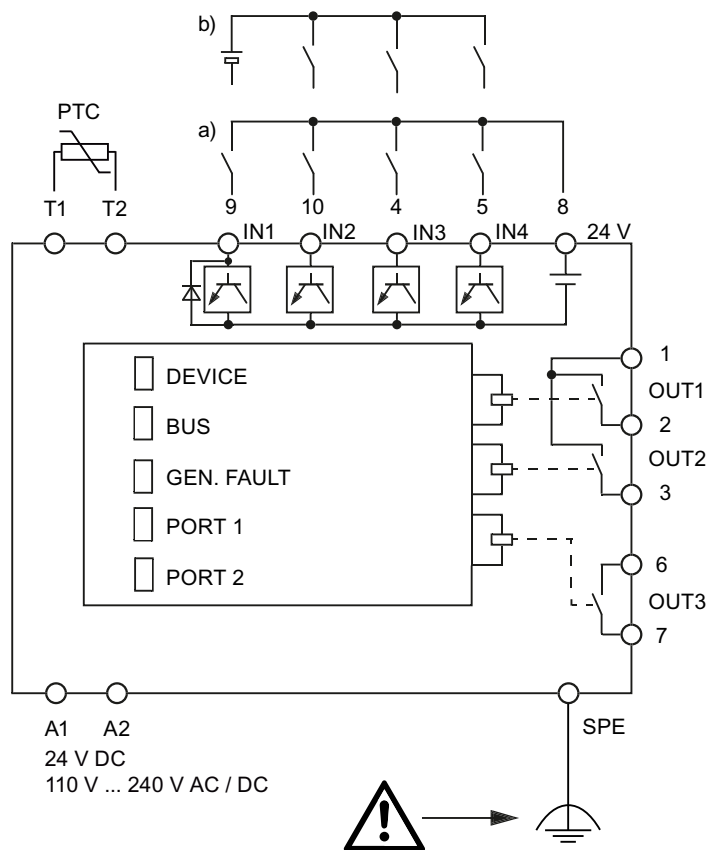 b)
PTC
a)
T1 T2 9 10 4 5 8
IN1 IN2 IN3 IN4 24 V
1
DEVICE
OUT1
BUS
2
OUT2
GEN. FAULT
3
PORT 1
6
PORT 2
OUT3
7
A1 A2 SPE
24 V DC
110 V ... 240 V AC / DC
!